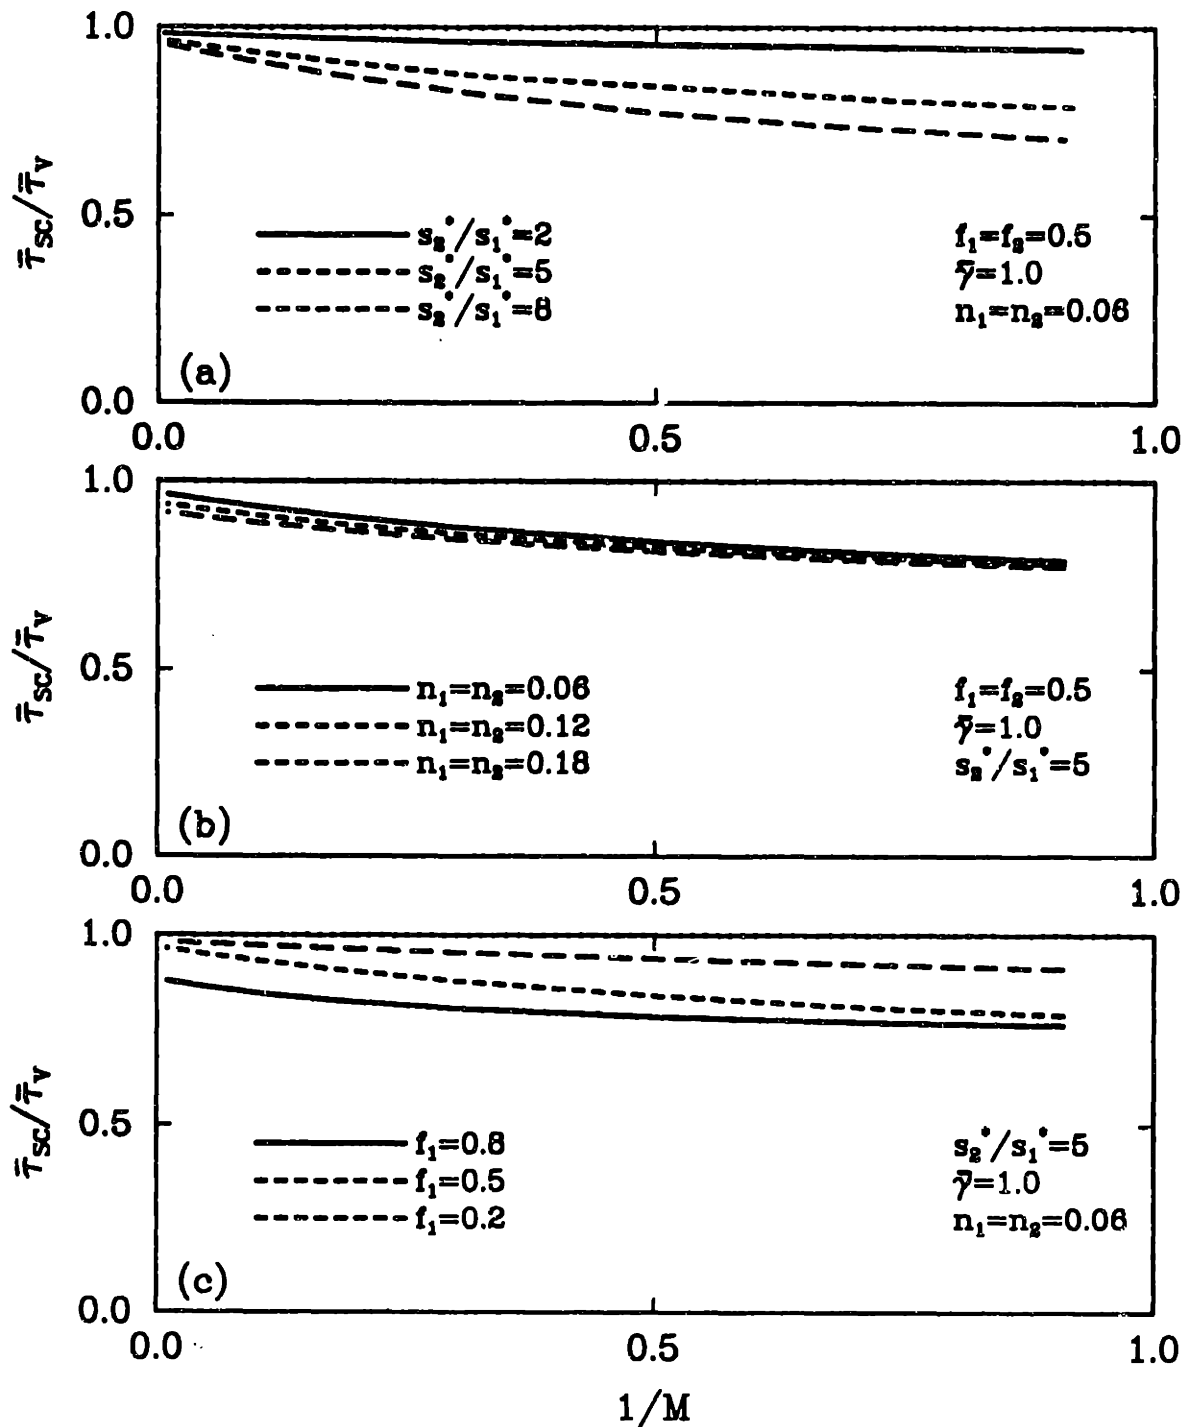 1.0
0.5
0.0
τ̿SC/τ̿V
s₂*/s₁*=2
s₂*/s₁*=5
s₂*/s₁*=8
f₁=f₂=0.5
γ̄=1.0
n₁=n₂=0.06
(a)
0.0 0.5 1.0
1.0
0.5
0.0
τ̿SC/τ̿V
n₁=n₂=0.06
n₁=n₂=0.12
n₁=n₂=0.18
f₁=f₂=0.5
γ̄=1.0
s₂*/s₁*=5
(b)
0.0 0.5 1.0
1.0
0.5
0.0
τ̿SC/τ̿V
f₁=0.8
f₁=0.5
f₁=0.2
s₂*/s₁*=5
γ̄=1.0
n₁=n₂=0.06
(c)
0.0 0.5 1.0
1/M